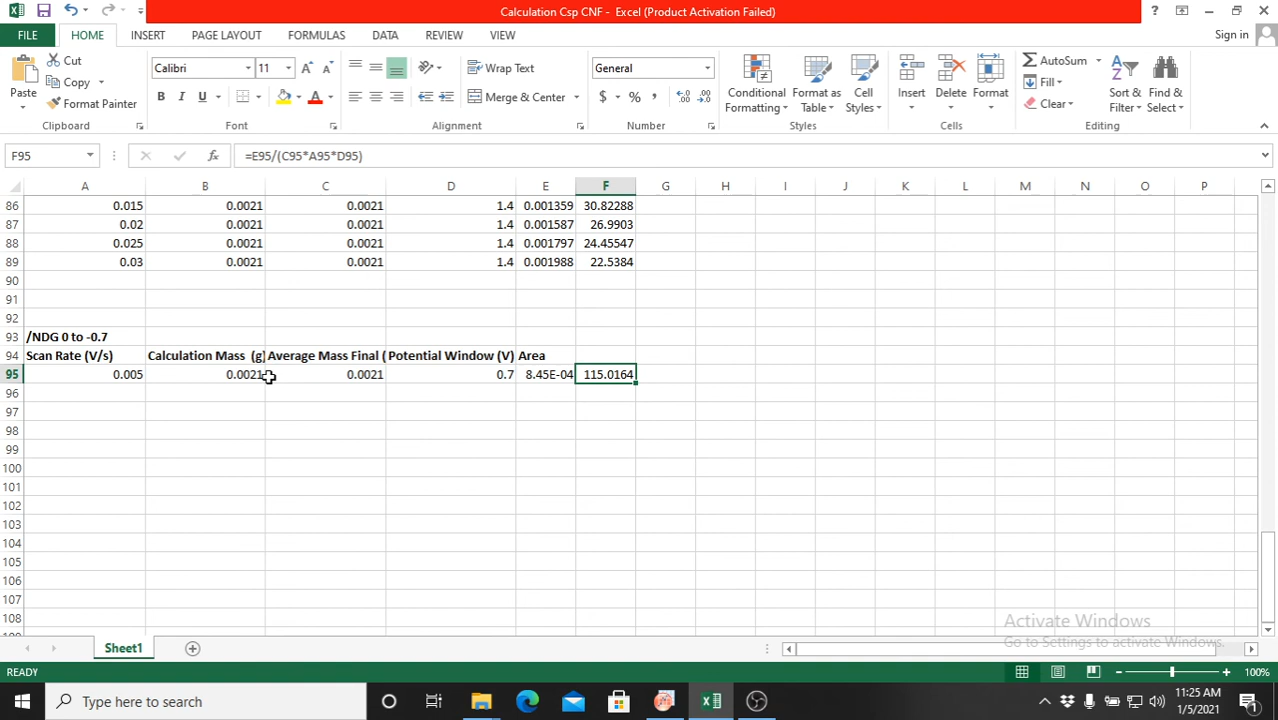 Calculation Csp CNF - Excel (Product Activation Failed)
FILE HOME INSERT PAGE LAYOUT FORMULAS DATA REVIEW VIEW Sign in
Paste Cut Copy Format Painter Clipboard
Calibri 11 B I U A Font
Wrap Text Merge & Center Alignment
General $ % , Number
Conditional Formatting Format as Table Cell Styles Styles
Insert Delete Format Cells
AutoSum Fill Clear Sort & Filter Find & Select Editing
F95 fx =E95/(C95*A95*D95)
A B C D E F G H I J K L M N O P
86 0.015 0.0021 0.0021 1.4 0.001359 30.82288
87 0.02 0.0021 0.0021 1.4 0.001587 26.9903
88 0.025 0.0021 0.0021 1.4 0.001797 24.45547
89 0.03 0.0021 0.0021 1.4 0.001988 22.5384
90
91
92
93 /NDG 0 to -0.7
94 Scan Rate (V/s) Calculation Mass (g) Average Mass Final ( Potential Window (V) Area
95 0.005 0.0021 0.0021 0.7 8.45E-04 115.0164
96
97
98
99
100
101
102
103
104
105
106
107
108
Activate Windows
Go to Settings to activate Windows.
Sheet1
READY 100%
Type here to search
11:25 AM
1/5/2021